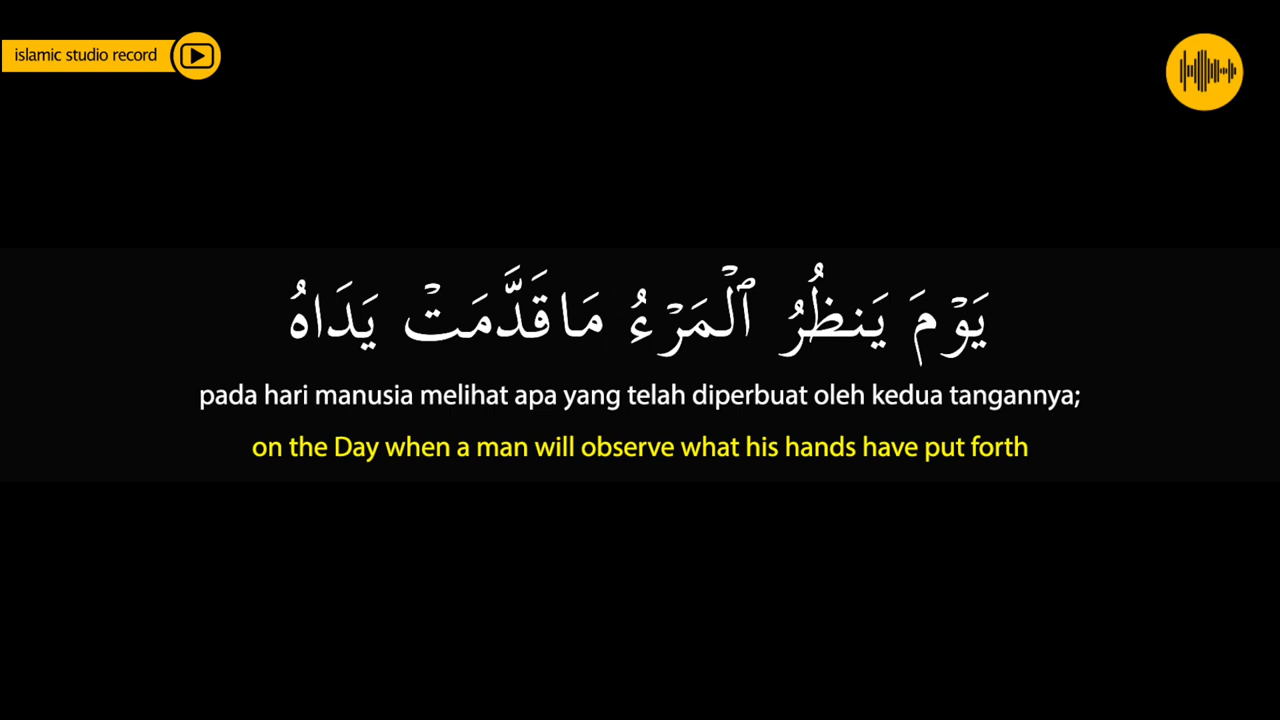 islamic studio record
يَوْمَ يَنظُرُ ٱلْمَرْءُ مَا قَدَّمَتْ يَدَاهُ
pada hari manusia melihat apa yang telah diperbuat oleh kedua tangannya;
on the Day when a man will observe what his hands have put forth